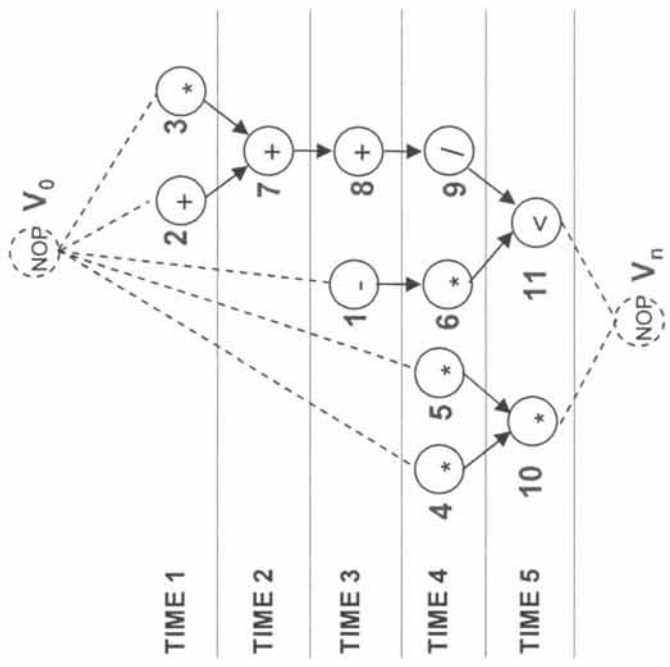 NOP V0
TIME 1 2 + 3 *
TIME 2 7 +
TIME 3 1 - 8 +
TIME 4 4 * 5 * 6 * 9 /
TIME 5 10 * 11 <
NOP Vn